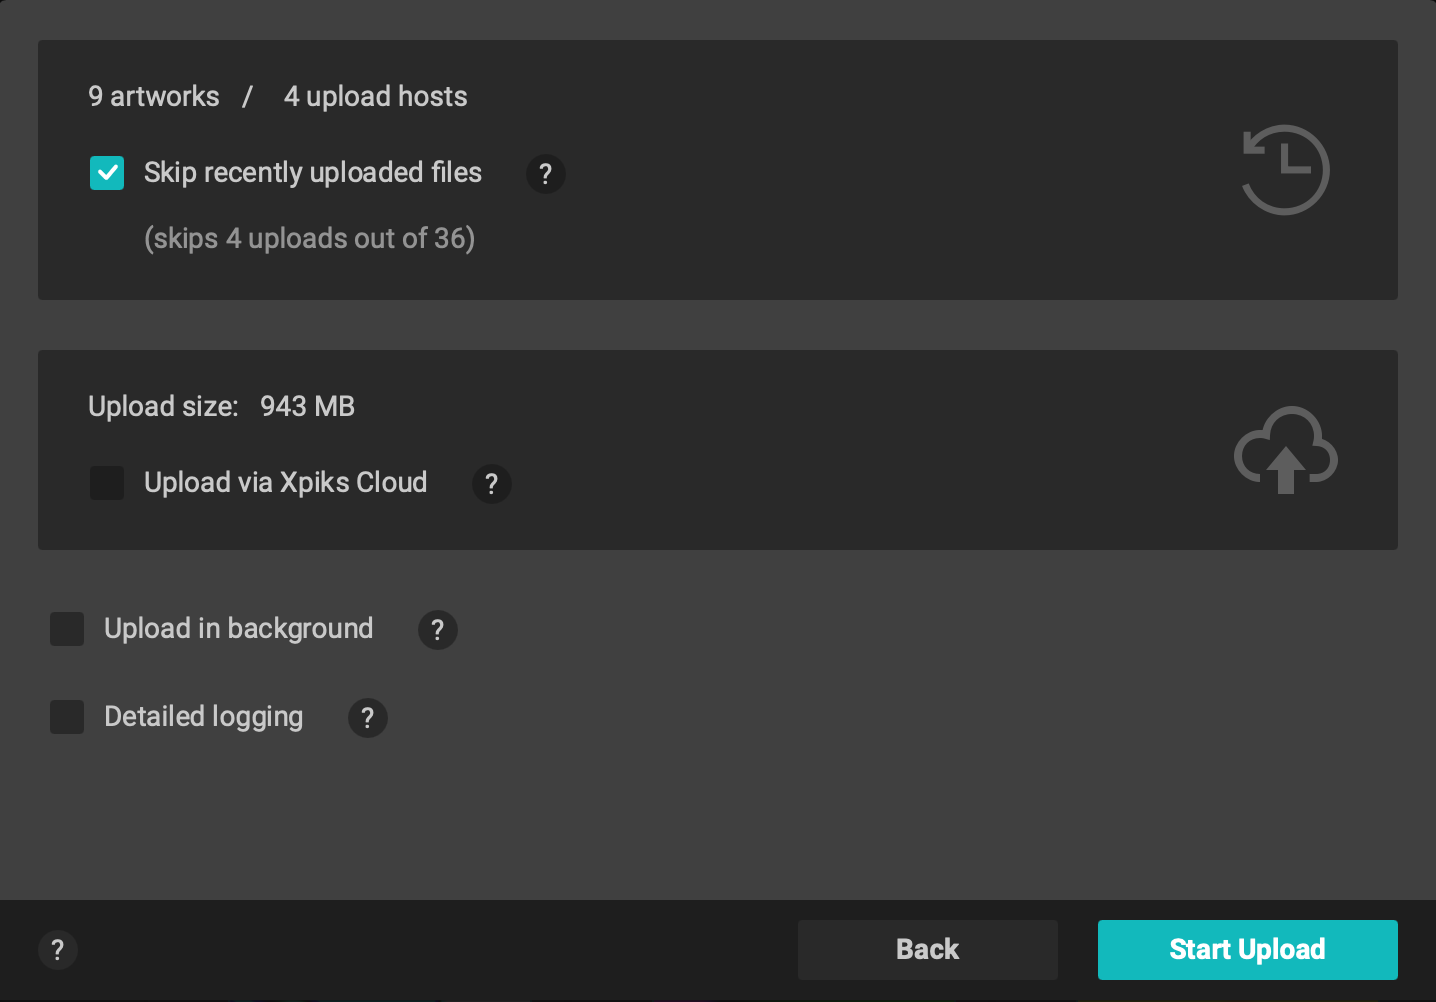 9 artworks / 4 upload hosts
Skip recently uploaded files ?
(skips 4 uploads out of 36)
Upload size: 943 MB
Upload via Xpiks Cloud ?
Upload in background ?
Detailed logging ?
? Back Start Upload